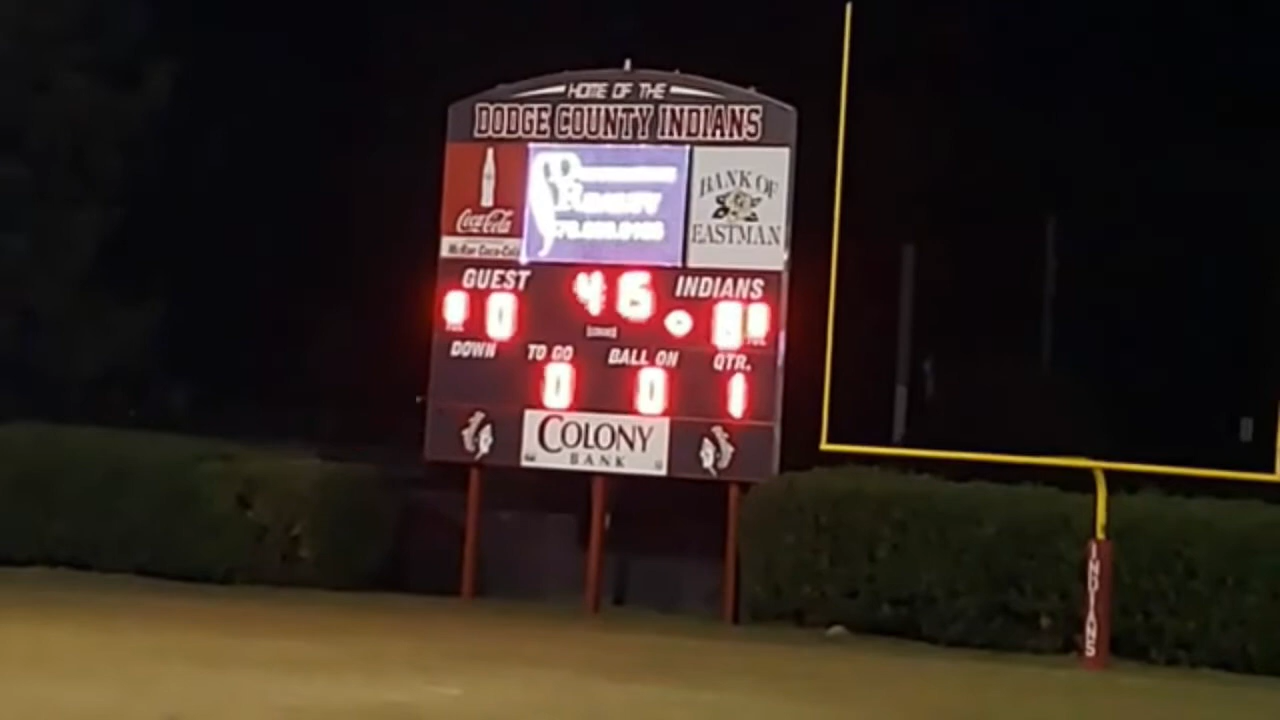 HOME OF THE
DODGE COUNTY INDIANS
Coca-Cola
REALTY
BANK OF
EASTMAN
GUEST
46
INDIANS
0
DOWN
TO GO
BALL ON
QTR.
0
0
1
COLONY
BANK
INDIANS